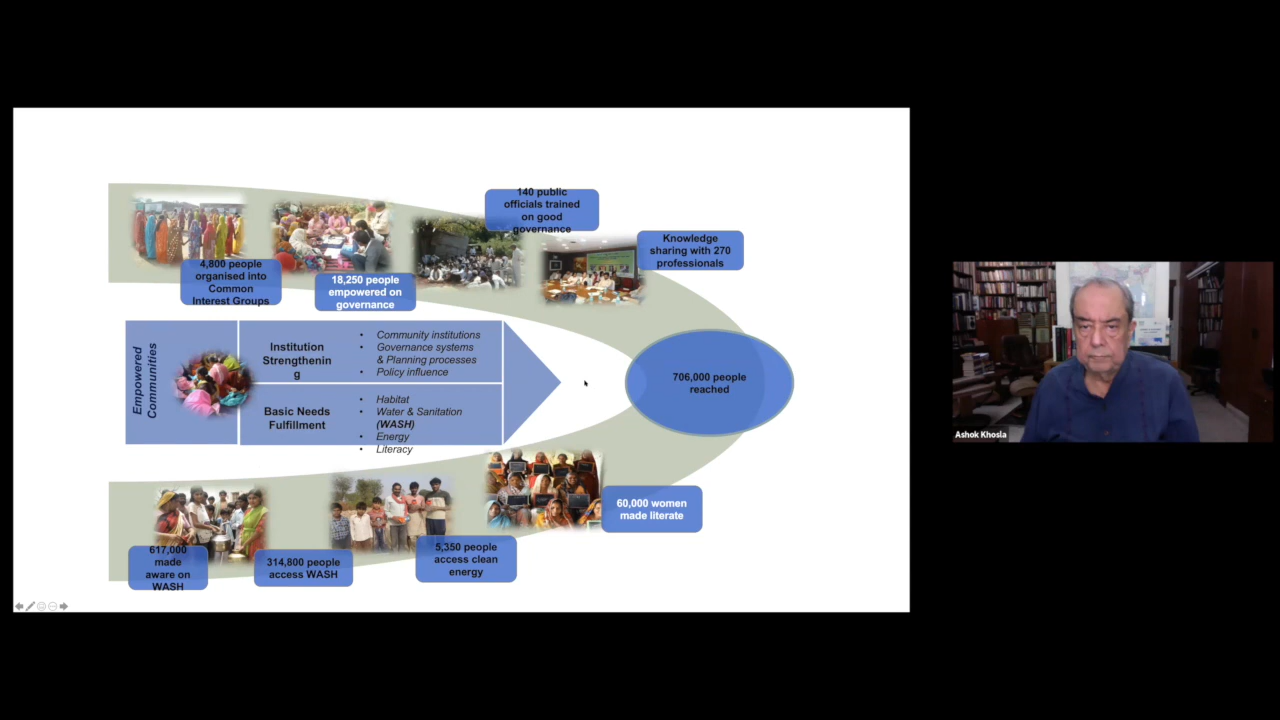 140 public
officials trained
on good
governance
Knowledge
sharing with 270
professionals
4,800 people
organised into
Common
Interest Groups
18,250 people
empowered on
governance
Empowered
Communities
Institution
Strengthenin
g
• Community institutions
• Governance systems
& Planning processes
• Policy influence
Basic Needs
Fulfillment
• Habitat
• Water & Sanitation
(WASH)
• Energy
• Literacy
706,000 people
reached
60,000 women
made literate
617,000
made
aware on
WASH
314,800 people
access WASH
5,350 people
access clean
energy
Ashok Khosla